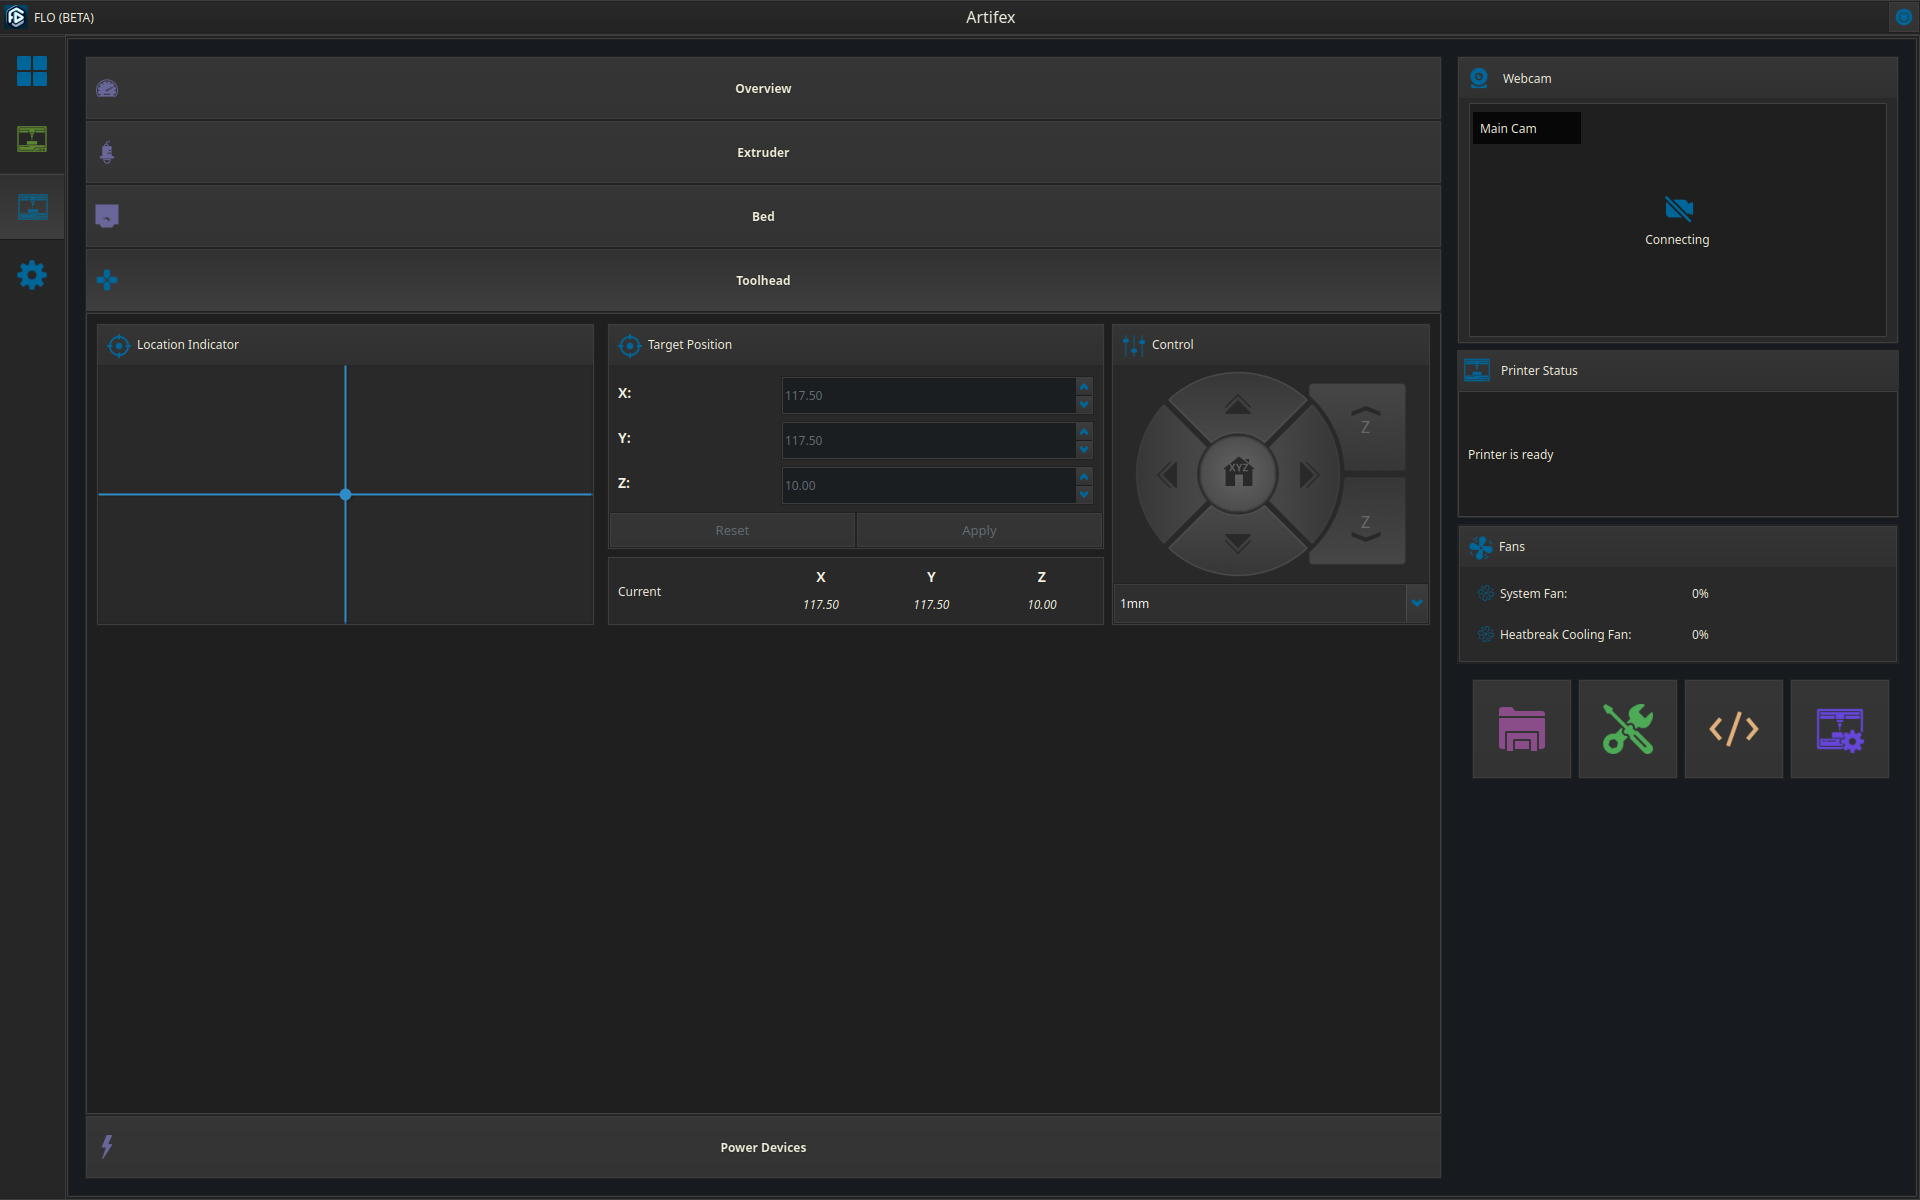 FLO (BETA)
Artifex
Overview
Extruder
Bed
Toolhead
Location Indicator
Target Position
X:
117.50
Y:
117.50
Z:
10.00
Reset
Apply
Current
X
Y
Z
117.50
117.50
10.00
Control
XYZ
Z
Z
1mm
Power Devices
Webcam
Main Cam
Connecting
Printer Status
Printer is ready
Fans
System Fan:
0%
Heatbreak Cooling Fan:
0%